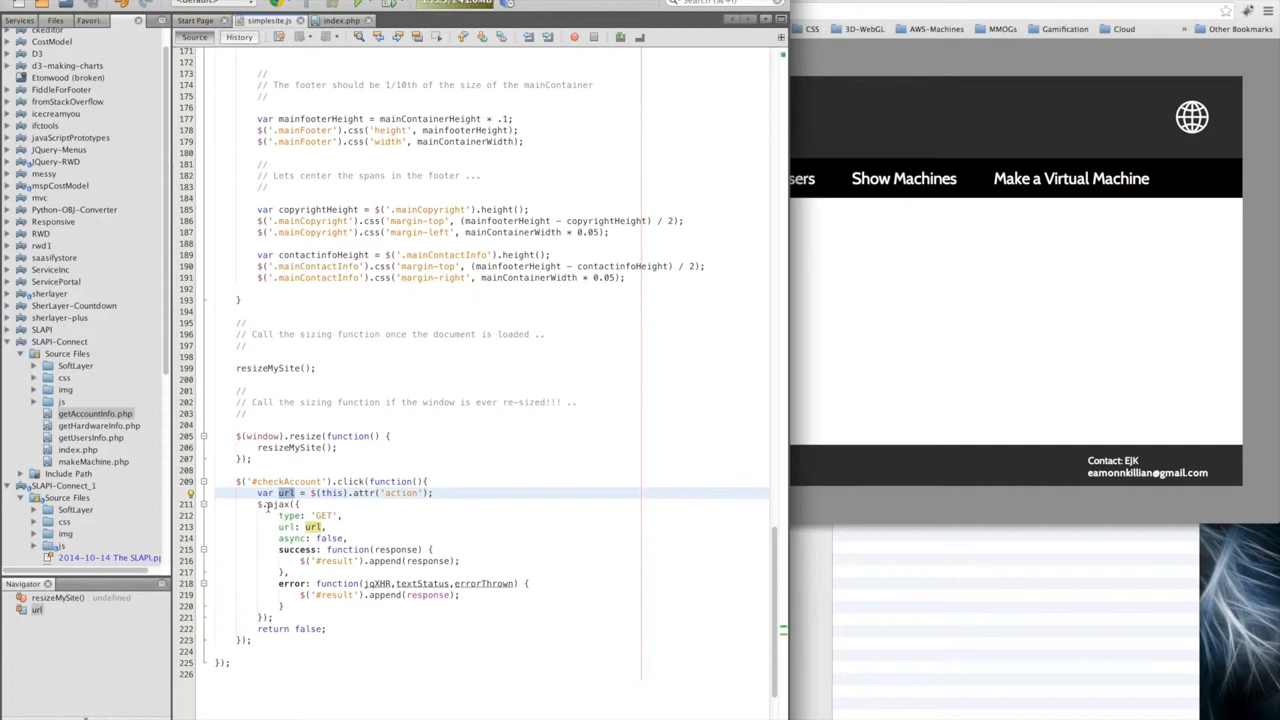 Services
Files
Favori...
Start Page
simplesite.js
index.php
Source
History
CSS
3D-WebGL
AWS-Machines
MMOGs
Gamification
Cloud
»
Other Bookmarks
ckeditor
CostModel
D3
d3-making-charts
Etonwood (broken)
FiddleForFooter
fromStackOverflow
icecreamyou
ifctools
javaScriptPrototypes
JQuery-Menus
JQuery-RWD
messy
mspCostModel
mvc
Python-OBJ-Converter
Responsive
RWD
rwd1
saasifystore
ServiceInc
ServicePortal
sherlayer
SherLayer-Countdown
sherlayer-plus
SLAPI
SLAPI-Connect
Source Files
SoftLayer
css
img
js
getAccountInfo.php
getHardwareInfo.php
getUsersInfo.php
index.php
makeMachine.php
Include Path
SLAPI-Connect_1
Source Files
SoftLayer
css
img
js
2014-10-14 The SLAPI.pp
Navigator
resizeMySite() : undefined
url
171
172
173 //
174 // The footer should be 1/10th of the size of the mainContainer
175 //
176
177 var mainfooterHeight = mainContainerHeight * .1;
178 $('.mainFooter').css('height', mainfooterHeight);
179 $('.mainFooter').css('width', mainContainerWidth);
180
181 //
182 // Lets center the spans in the footer ...
183 //
184
185 var copyrightHeight = $('.mainCopyright').height();
186 $('.mainCopyright').css('margin-top', (mainfooterHeight - copyrightHeight) / 2);
187 $('.mainCopyright').css('margin-left', mainContainerWidth * 0.05);
188
189 var contactinfoHeight = $('.mainContactInfo').height();
190 $('.mainContactInfo').css('margin-top', (mainfooterHeight - contactinfoHeight) / 2);
191 $('.mainContactInfo').css('margin-right', mainContainerWidth * 0.05);
192
193 }
194
195 //
196 // Call the sizing function once the document is loaded ..
197 //
198
199 resizeMySite();
200
201 //
202 // Call the sizing function if the window is ever re-sized!!! ..
203 //
204
205 $(window).resize(function() {
206 resizeMySite();
207 });
208
209 $('#checkAccount').click(function(){
var url = $(this).attr('action');
211 $.ajax({
212 type: 'GET',
213 url: url,
214 async: false,
215 success: function(response) {
216 $('#result').append(response);
217 },
218 error: function(jqXHR,textStatus,errorThrown) {
219 $('#result').append(response);
220 }
221 });
222 return false;
223 });
224
225 });
226
sers
Show Machines
Make a Virtual Machine
Contact: EJK
eamonnkillian@gmail.com